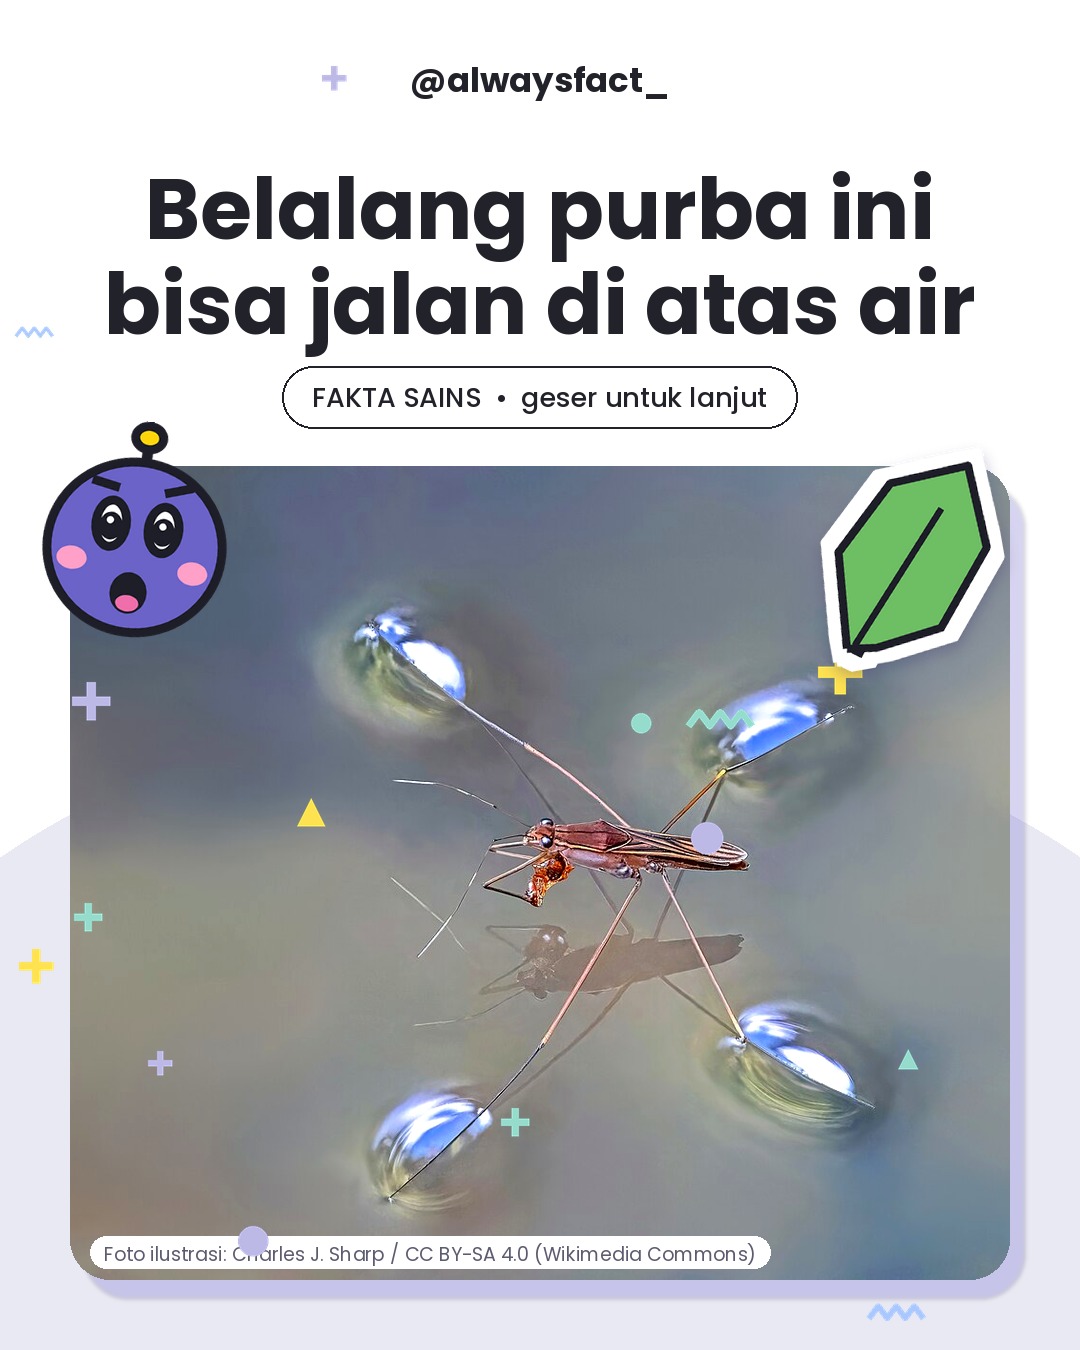 @alwaysfact_
Belalang purba ini
bisa jalan di atas air
FAKTA SAINS • geser untuk lanjut
Foto ilustrasi: Charles J. Sharp / CC BY-SA 4.0 (Wikimedia Commons)